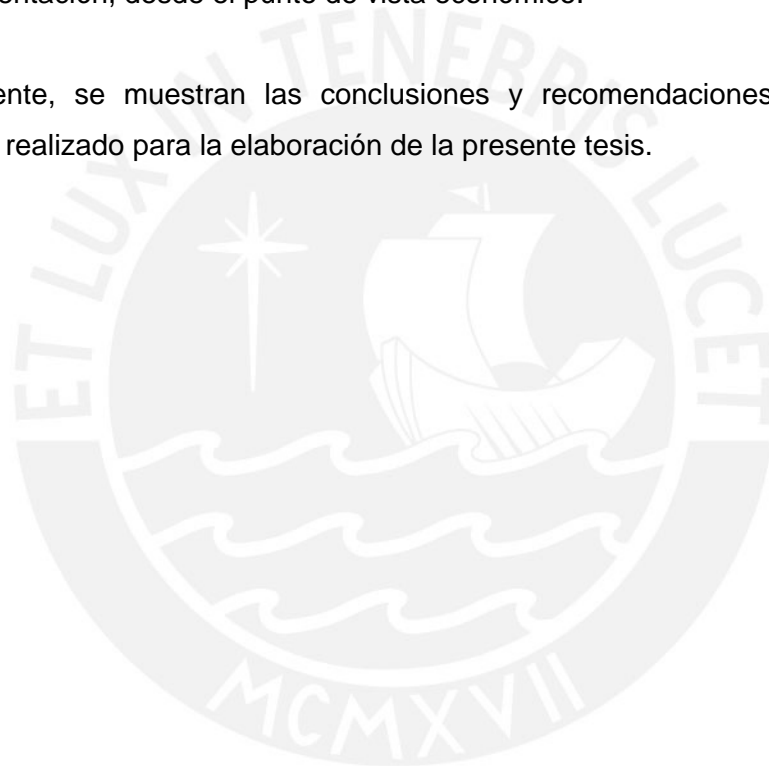 entación, desde el punto de vista económico.
ente, se muestran las conclusiones y recomendaciones
realizado para la elaboración de la presente tesis.
ET LUX IN TENEBRIS LUCET
MCMXVII